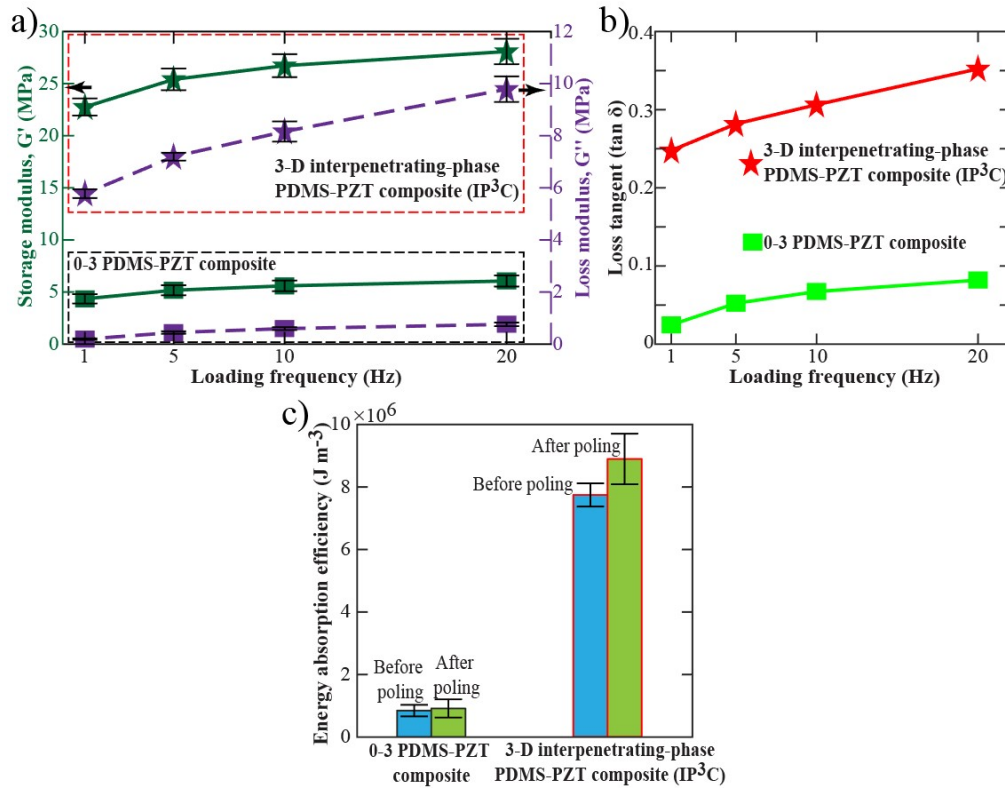 a)
30
25
20
15
10
5
0
Storage modulus, G' (MPa)
12
10
8
6
4
2
0
Loss modulus, G'' (MPa)
3-D interpenetrating-phase
PDMS-PZT composite (IP³C)
0-3 PDMS-PZT composite
1
5
10
20
Loading frequency (Hz)
b)
0.4
0.3
0.2
0.1
0
Loss tangent (tan δ)
3-D interpenetrating-phase
PDMS-PZT composite (IP³C)
0-3 PDMS-PZT composite
1
5
10
20
Loading frequency (Hz)
c)
10 ×10⁶
8
6
4
2
0
Energy absorption efficiency (J m-3)
Before
poling
After
poling
Before poling
After poling
0-3 PDMS-PZT
composite
3-D interpenetrating-phase
PDMS-PZT composite (IP³C)